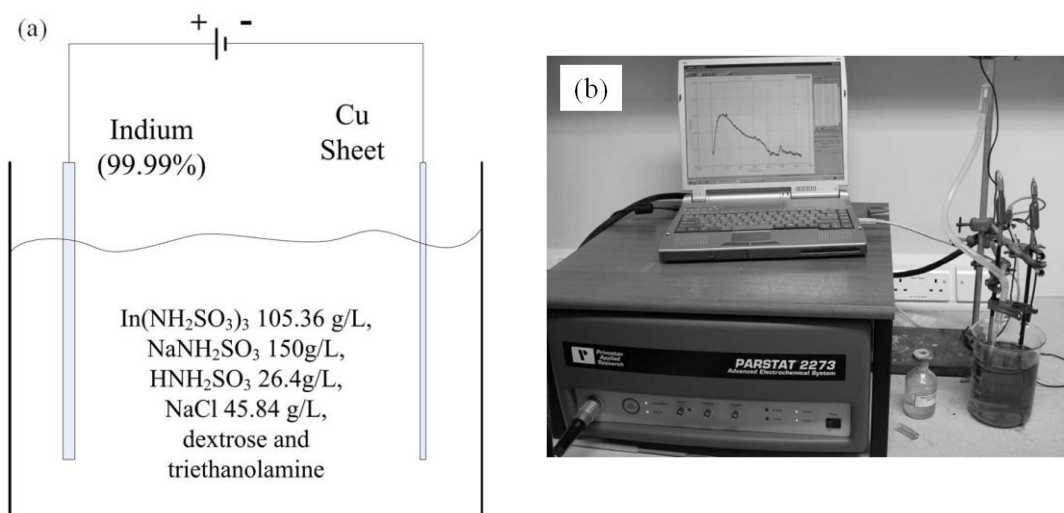 (a)
+ -
Indium
(99.99%)
Cu
Sheet
In(NH₂SO₃)₃ 105.36 g/L,
NaNH₂SO₃ 150g/L,
HNH₂SO₃ 26.4g/L,
NaCl 45.84 g/L,
dextrose and
triethanolamine
(b)
Princeton
Applied
Research
PARSTAT 2273
Advanced Electrochemical System